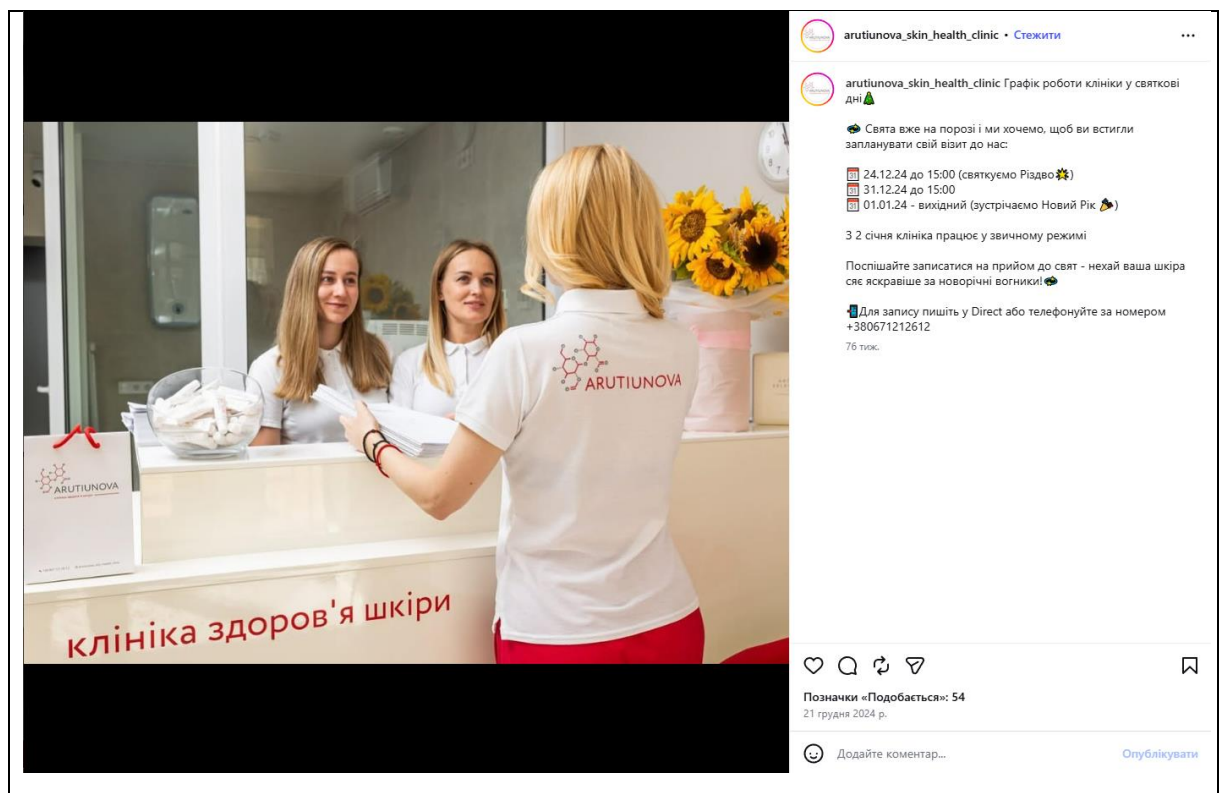 arutiunova_skin_health_clinic • Стежити
arutiunova_skin_health_clinic Графік роботи клініки у святкові
дні🎄
Свята вже на порозі і ми хочемо, щоб ви встигли
запланувати свій візит до нас:
24.12.24 до 15:00 (святкуємо Різдво)
31.12.24 до 15:00
01.01.24 - вихідний (зустрічаємо Новий Рік 🎉)
З 2 січня клініка працює у звичному режимі
Поспішайте записатися на прийом до свят - нехай ваша шкіра
сяє яскравіше за новорічні вогники!
📲Для запису пишіть у Direct або телефонуйте за номером
+380671212612
76 тиж.
ARUTIUNOVA
ARUTIUNOVA
клініка здоров'я шкіри
Позначки «Подобається»: 54
21 грудня 2024 р.
Додайте коментар...
Опублікувати